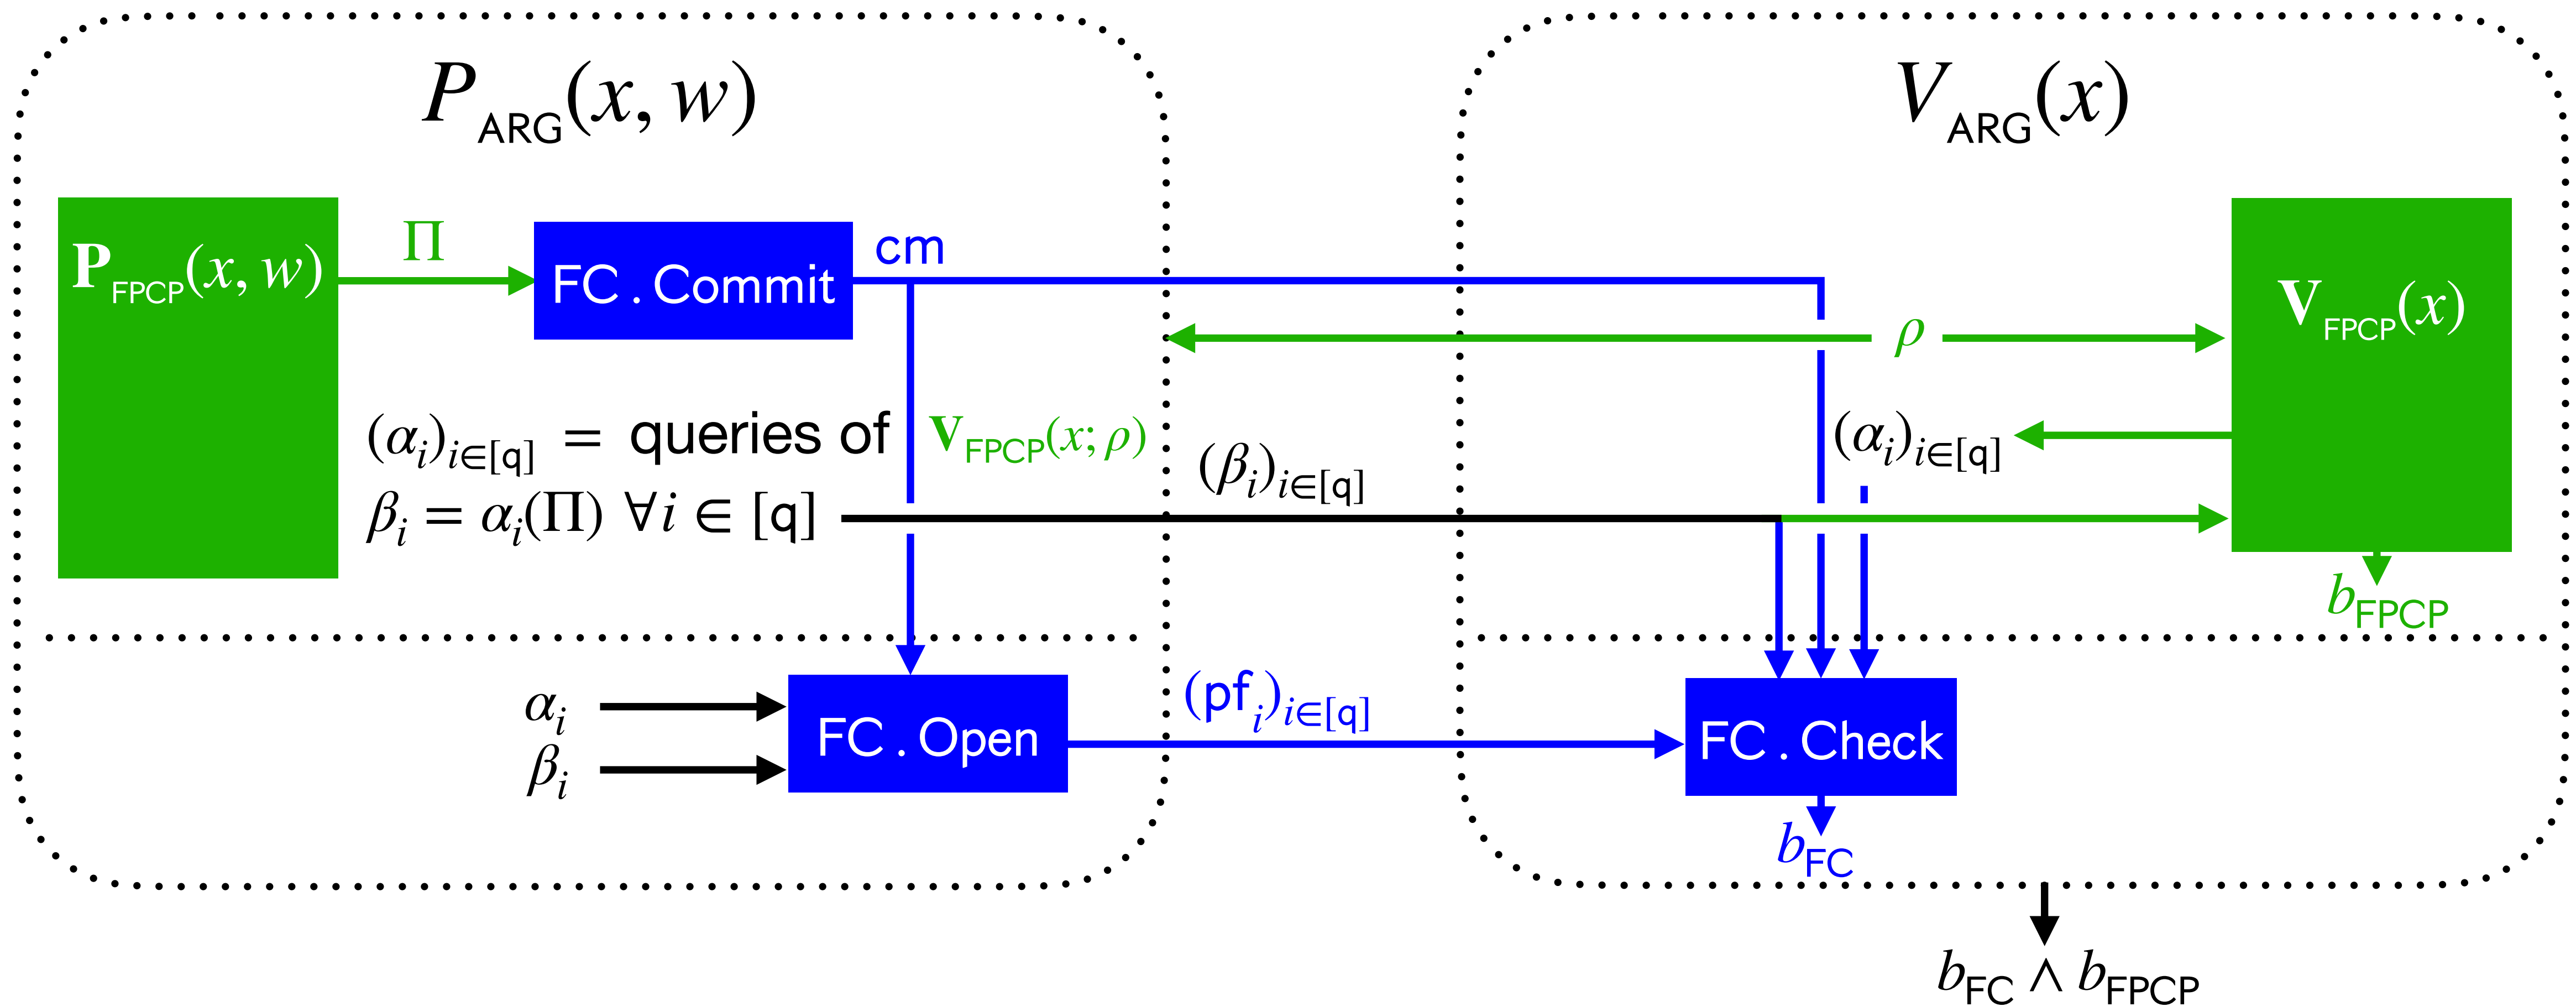 P_ARG(x, w)
V_ARG(x)
P_FPCP(x, w)
Π
FC . Commit
cm
ρ
V_FPCP(x)
(α_i)_{i∈[q]} = queries of V_FPCP(x; ρ)
β_i = α_i(Π) ∀i ∈ [q]
(β_i)_{i∈[q]}
(α_i)_{i∈[q]}
b_FPCP
α_i
β_i
FC . Open
(pf_i)_{i∈[q]}
FC . Check
b_FC
b_FC ∧ b_FPCP